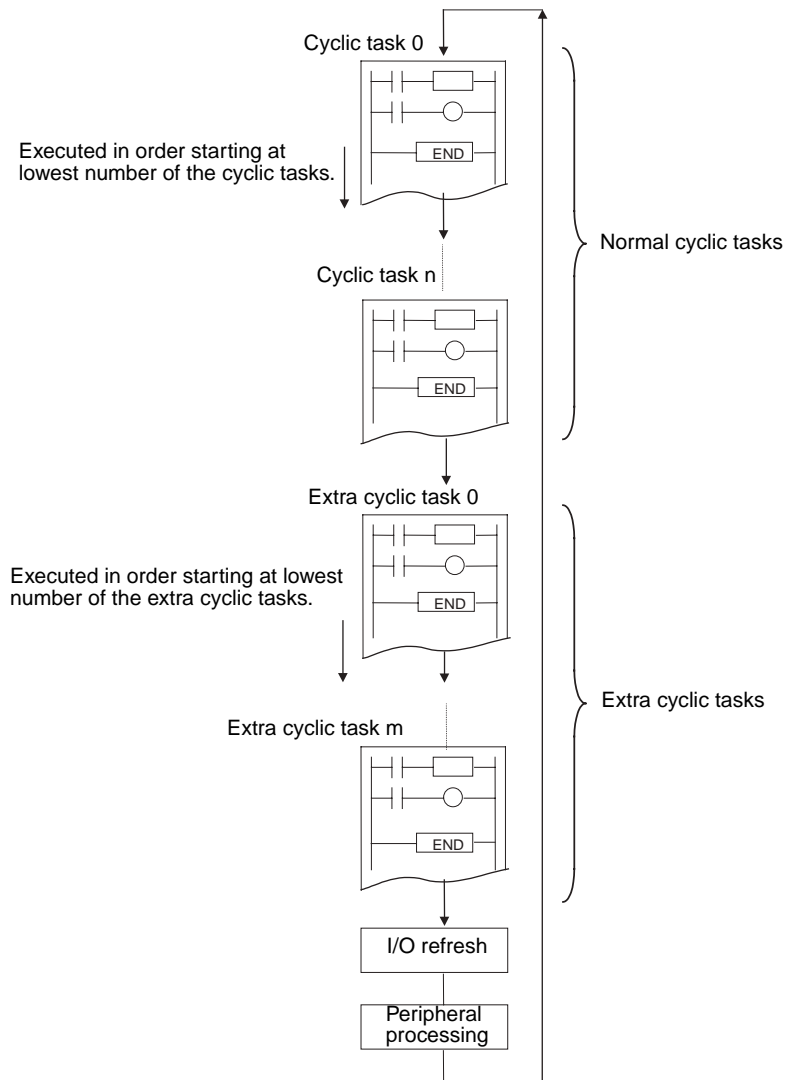 Cyclic task 0
END
Executed in order starting at
lowest number of the cyclic tasks.
Normal cyclic tasks
Cyclic task n
END
Extra cyclic task 0
Executed in order starting at lowest
number of the extra cyclic tasks.
END
Extra cyclic tasks
Extra cyclic task m
END
I/O refresh
Peripheral
processing